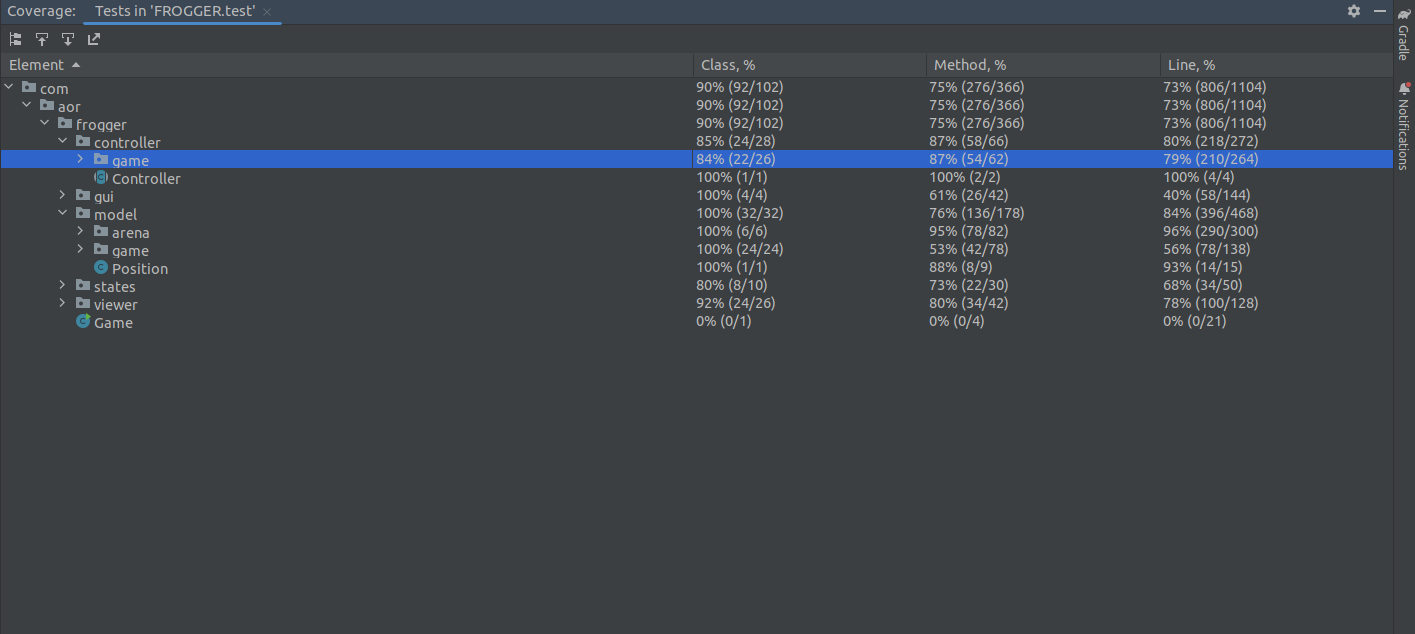 Coverage: Tests in 'FROGGER.test' ×
Element Class, % Method, % Line, %
com 90% (92/102) 75% (276/366) 73% (806/1104)
aor 90% (92/102) 75% (276/366) 73% (806/1104)
frogger 90% (92/102) 75% (276/366) 73% (806/1104)
controller 85% (24/28) 87% (58/66) 80% (218/272)
game 84% (22/26) 87% (54/62) 79% (210/264)
C Controller 100% (1/1) 100% (2/2) 100% (4/4)
gui 100% (4/4) 61% (26/42) 40% (58/144)
model 100% (32/32) 76% (136/178) 84% (396/468)
arena 100% (6/6) 95% (78/82) 96% (290/300)
game 100% (24/24) 53% (42/78) 56% (78/138)
C Position 100% (1/1) 88% (8/9) 93% (14/15)
states 80% (8/10) 73% (22/30) 68% (34/50)
viewer 92% (24/26) 80% (34/42) 78% (100/128)
C Game 0% (0/1) 0% (0/4) 0% (0/21)
Gradle
Notifications